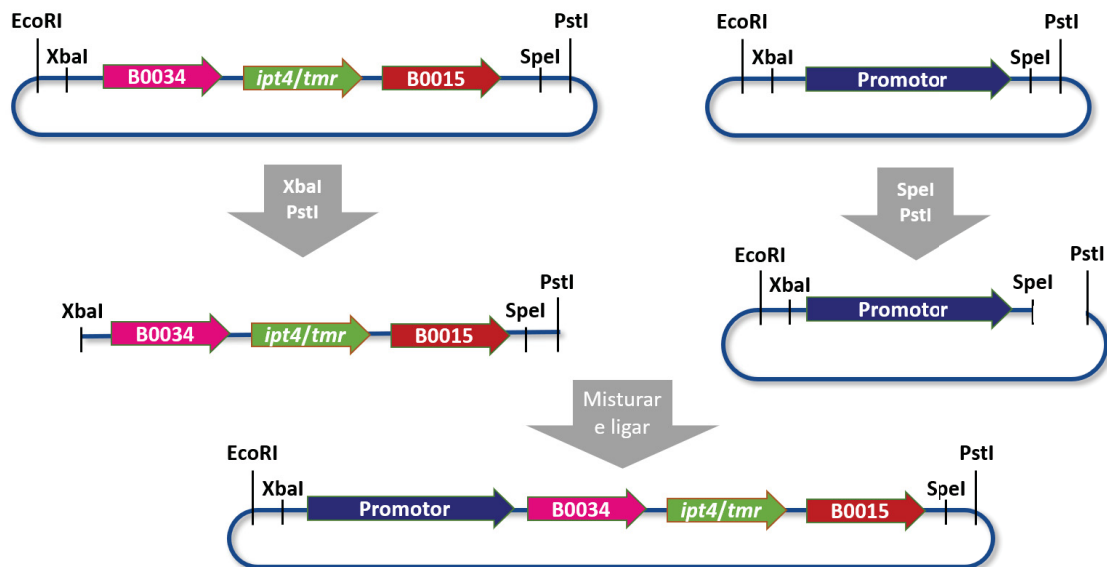 EcoRI PstI EcoRI PstI
XbaI SpeI XbaI SpeI
B0034 ipt4/tmr B0015 Promotor
XbaI
PstI
SpeI
PstI
EcoRI PstI
XbaI SpeI
Promotor
PstI
XbaI SpeI
B0034 ipt4/tmr B0015
Misturar
e ligar
EcoRI PstI
XbaI SpeI
Promotor B0034 ipt4/tmr B0015